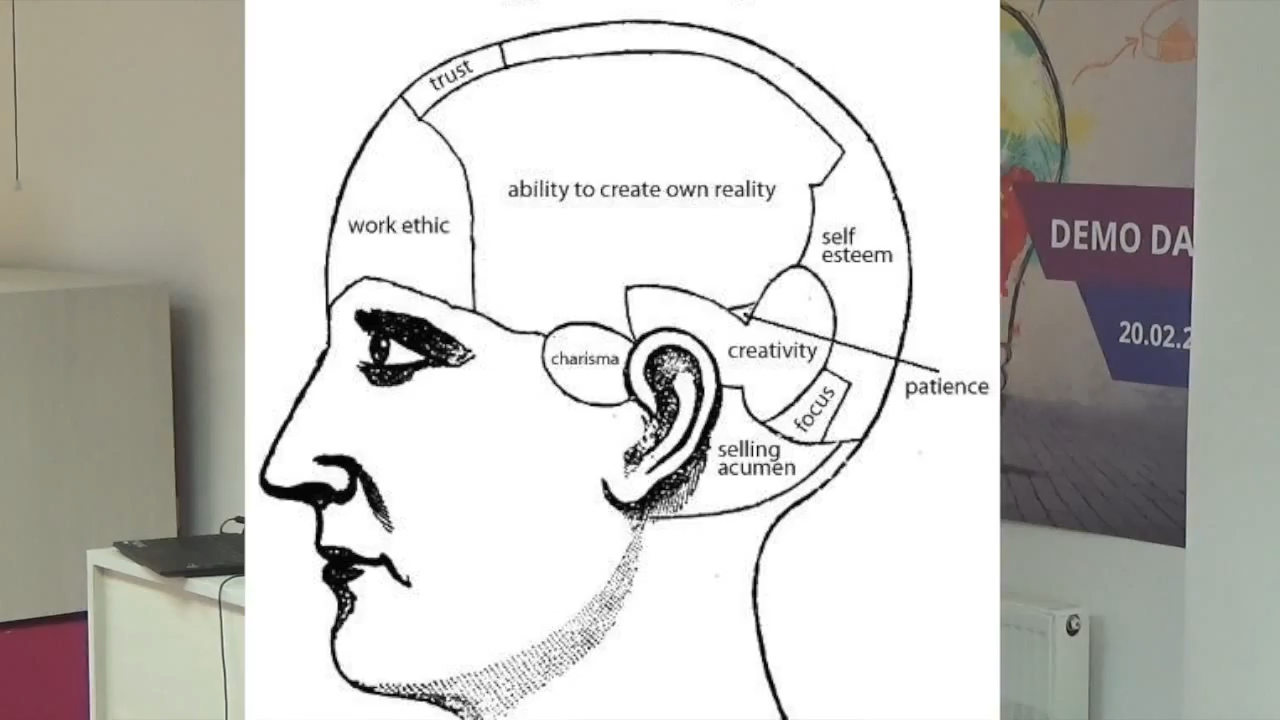 trust
ability to create own reality
work ethic
self
esteem
charisma
creativity
patience
focus
selling
acumen
DEMO DA
20.02.2